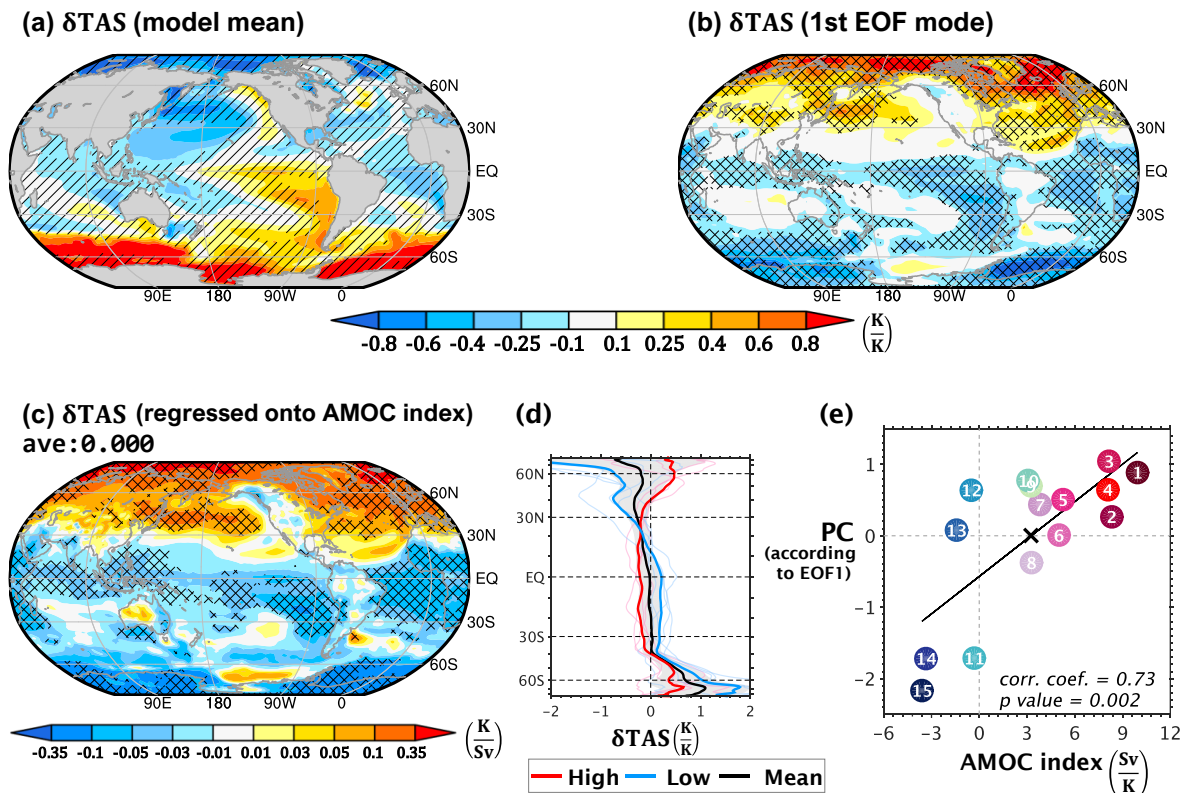 (a) δTAS (model mean)
60N
30N
EQ
30S
60S
90E 180 90W 0
(b) δTAS (1st EOF mode)
60N
30N
EQ
30S
60S
90E 180 90W 0
-0.8 -0.6 -0.4 -0.25 -0.1 0.1 0.25 0.4 0.6 0.8
(K/K)
(c) δTAS (regressed onto AMOC index)
ave:0.000
60N
30N
EQ
30S
60S
90E 180 90W 0
-0.35 -0.1 -0.05 -0.03 -0.01 0.01 0.03 0.05 0.1 0.35
(K/Sv)
(d)
60N
30N
EQ
30S
60S
-2 -1 0 1 2
δTAS (K/K)
High Low Mean
(e)
1
0
-1
-2
PC
(according
to EOF1)
3
1
10
9
12
4
5
7
2
13
6
8
14
11
15
corr. coef. = 0.73
p value = 0.002
-6 -3 0 3 6 9 12
AMOC index (Sv/K)